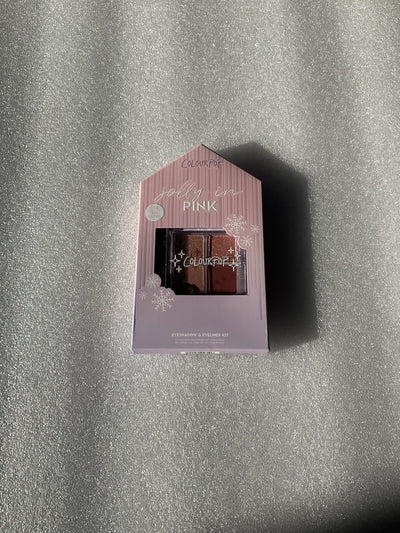 COLOURPOP
jolly in
PINK
COLOURPOP
EYESHADOW & EYELINER KIT